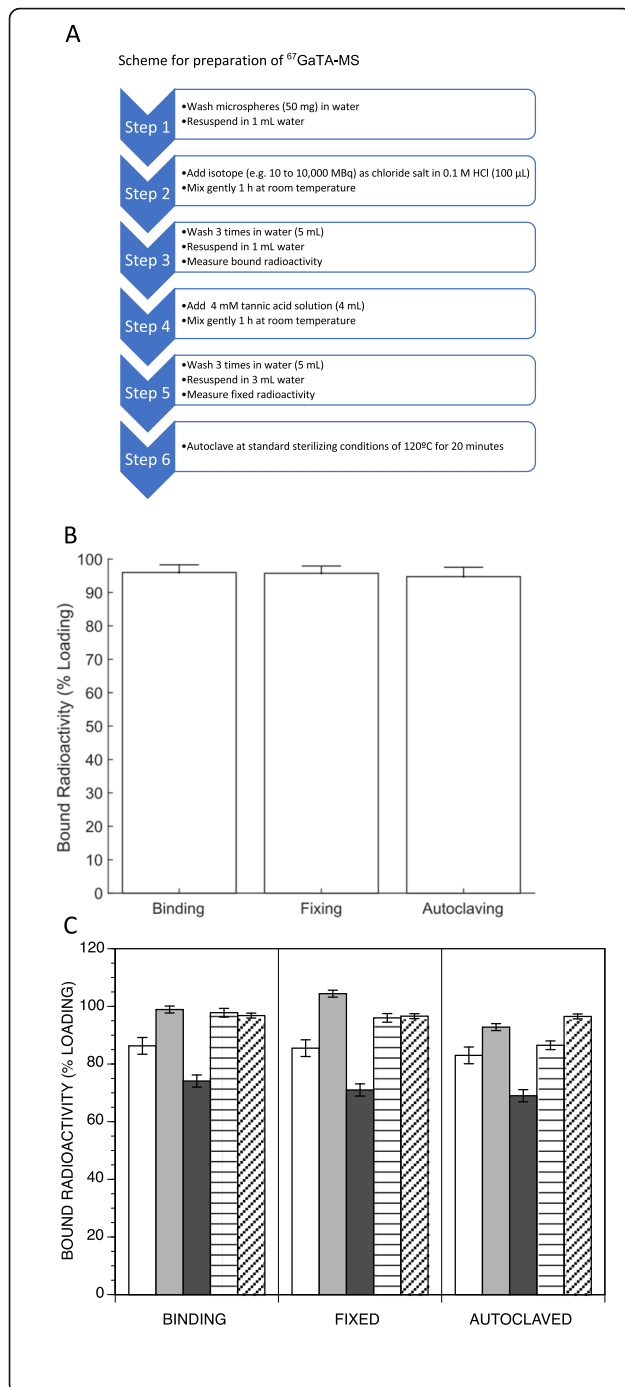 A
Scheme for preparation of ⁶⁷GaTA-MS
Step 1
•Wash microspheres (50 mg) in water
•Resuspend in 1 mL water
Step 2
•Add isotope (e.g. 10 to 10,000 MBq) as chloride salt in 0.1 M HCl (100 µL)
•Mix gently 1 h at room temperature
Step 3
•Wash 3 times in water (5 mL)
•Resuspend in 1 mL water
•Measure bound radioactivity
Step 4
•Add 4 mM tannic acid solution (4 mL)
•Mix gently 1 h at room temperature
Step 5
•Wash 3 times in water (5 mL)
•Resuspend in 3 mL water
•Measure fixed radioactivity
Step 6
•Autoclave at standard sterilizing conditions of 120ºC for 20 minutes
B
Bound Radioactivity (% Loading)
100
90
80
70
60
50
40
30
20
10
0
Binding Fixing Autoclaving
C
BOUND RADIOACTIVITY (% LOADING)
120
100
80
60
40
20
0
BINDING FIXED AUTOCLAVED